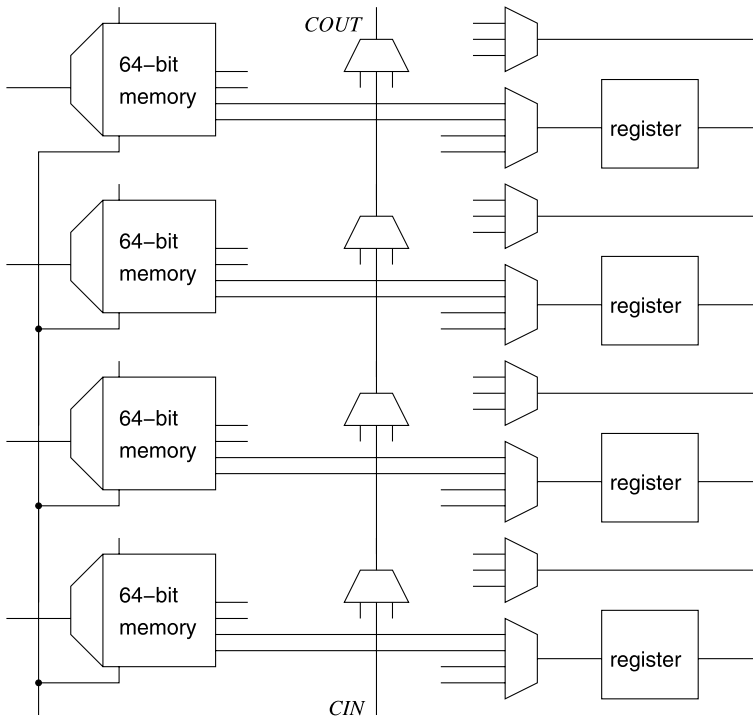 COUT
64–bit
memory
register
64–bit
memory
register
64–bit
memory
register
64–bit
memory
register
CIN